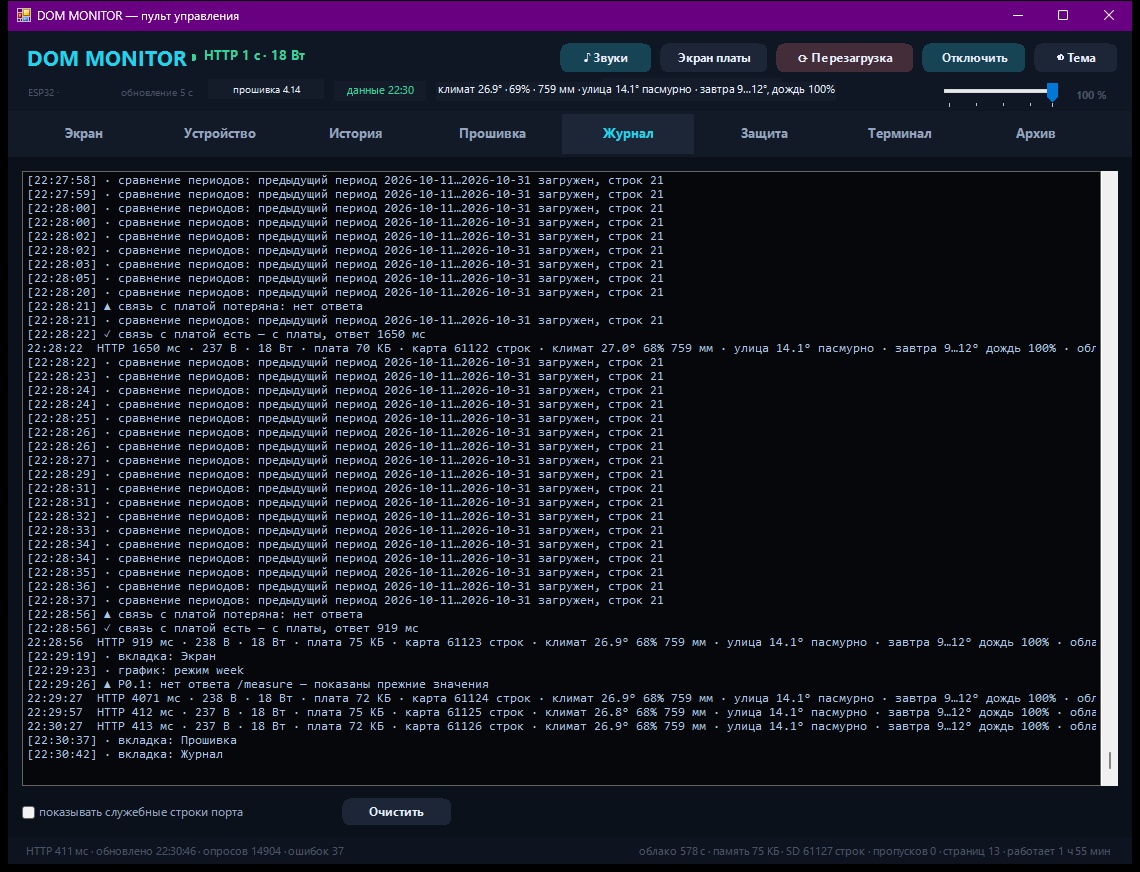 DOM MONITOR — пульт управления
DOM MONITOR HTTP 1 с · 18 Вт
♪ Звуки Экран платы ⟳ Перезагрузка Отключить Тема
ESP32 · обновление 5 с прошивка 4.14 данные 22:30 климат 26.9° · 69% · 759 мм · улица 14.1° пасмурно · завтра 9…12°, дождь 100% 100 %
Экран Устройство История Прошивка Журнал Защита Терминал Архив
[22:27:58] · сравнение периодов: предыдущий период 2026-10-11…2026-10-31 загружен, строк 21
[22:27:59] · сравнение периодов: предыдущий период 2026-10-11…2026-10-31 загружен, строк 21
[22:28:00] · сравнение периодов: предыдущий период 2026-10-11…2026-10-31 загружен, строк 21
[22:28:00] · сравнение периодов: предыдущий период 2026-10-11…2026-10-31 загружен, строк 21
[22:28:02] · сравнение периодов: предыдущий период 2026-10-11…2026-10-31 загружен, строк 21
[22:28:02] · сравнение периодов: предыдущий период 2026-10-11…2026-10-31 загружен, строк 21
[22:28:03] · сравнение периодов: предыдущий период 2026-10-11…2026-10-31 загружен, строк 21
[22:28:05] · сравнение периодов: предыдущий период 2026-10-11…2026-10-31 загружен, строк 21
[22:28:20] · сравнение периодов: предыдущий период 2026-10-11…2026-10-31 загружен, строк 21
[22:28:21] ▲ связь с платой потеряна: нет ответа
[22:28:21] · сравнение периодов: предыдущий период 2026-10-11…2026-10-31 загружен, строк 21
[22:28:22] ✓ связь с платой есть — с платы, ответ 1650 мс
22:28:22 HTTP 1650 мс · 237 В · 18 Вт · плата 70 КБ · карта 61122 строк · климат 27.0° 68% 759 мм · улица 14.1° пасмурно · завтра 9…12° дождь 100% · обл
[22:28:22] · сравнение периодов: предыдущий период 2026-10-11…2026-10-31 загружен, строк 21
[22:28:23] · сравнение периодов: предыдущий период 2026-10-11…2026-10-31 загружен, строк 21
[22:28:24] · сравнение периодов: предыдущий период 2026-10-11…2026-10-31 загружен, строк 21
[22:28:24] · сравнение периодов: предыдущий период 2026-10-11…2026-10-31 загружен, строк 21
[22:28:25] · сравнение периодов: предыдущий период 2026-10-11…2026-10-31 загружен, строк 21
[22:28:26] · сравнение периодов: предыдущий период 2026-10-11…2026-10-31 загружен, строк 21
[22:28:26] · сравнение периодов: предыдущий период 2026-10-11…2026-10-31 загружен, строк 21
[22:28:27] · сравнение периодов: предыдущий период 2026-10-11…2026-10-31 загружен, строк 21
[22:28:29] · сравнение периодов: предыдущий период 2026-10-11…2026-10-31 загружен, строк 21
[22:28:31] · сравнение периодов: предыдущий период 2026-10-11…2026-10-31 загружен, строк 21
[22:28:31] · сравнение периодов: предыдущий период 2026-10-11…2026-10-31 загружен, строк 21
[22:28:32] · сравнение периодов: предыдущий период 2026-10-11…2026-10-31 загружен, строк 21
[22:28:33] · сравнение периодов: предыдущий период 2026-10-11…2026-10-31 загружен, строк 21
[22:28:34] · сравнение периодов: предыдущий период 2026-10-11…2026-10-31 загружен, строк 21
[22:28:34] · сравнение периодов: предыдущий период 2026-10-11…2026-10-31 загружен, строк 21
[22:28:35] · сравнение периодов: предыдущий период 2026-10-11…2026-10-31 загружен, строк 21
[22:28:36] · сравнение периодов: предыдущий период 2026-10-11…2026-10-31 загружен, строк 21
[22:28:37] · сравнение периодов: предыдущий период 2026-10-11…2026-10-31 загружен, строк 21
[22:28:56] ▲ связь с платой потеряна: нет ответа
[22:28:56] ✓ связь с платой есть — с платы, ответ 919 мс
22:28:56 HTTP 919 мс · 238 В · 18 Вт · плата 75 КБ · карта 61123 строк · климат 26.9° 68% 759 мм · улица 14.1° пасмурно · завтра 9…12° дождь 100% · обла
[22:29:19] · вкладка: Экран
[22:29:23] · график: режим week
[22:29:26] ▲ P0.1: нет ответа /measure — показаны прежние значения
22:29:27 HTTP 4071 мс · 238 В · 18 Вт · плата 72 КБ · карта 61124 строк · климат 26.9° 68% 759 мм · улица 14.1° пасмурно · завтра 9…12° дождь 100% · обл
22:29:57 HTTP 421 мс · 237 В · 18 Вт · плата 75 КБ · карта 61125 строк · климат 26.8° 68% 759 мм · улица 14.1° пасмурно · завтра 9…12° дождь 100% · обла
22:30:27 HTTP 413 мс · 237 В · 18 Вт · плата 72 КБ · карта 61126 строк · климат 26.9° 68% 759 мм · улица 14.1° пасмурно · завтра 9…12° дождь 100% · обла
[22:30:37] · вкладка: Прошивка
[22:30:42] · вкладка: Журнал
показывать служебные строки порта Очистить
HTTP 411 мс · обновлено 22:30:46 · опросов 14904 · ошибок 37 облако 578 с · память 75 КБ · SD 61127 строк · пропусков 0 · страниц 13 · работает 1 ч 55 мин